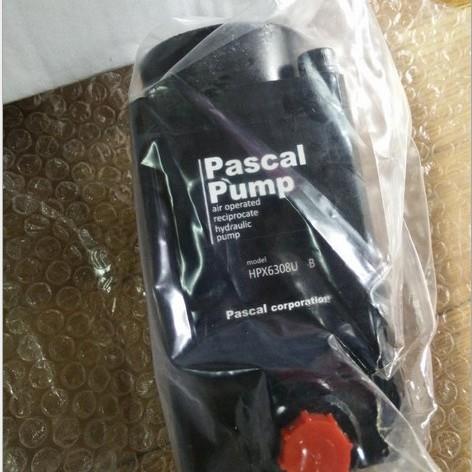 Pascal
Pump
air operated
reciprocate
hydraulic
pump
model
HPX6308U -B
Pascal corporation